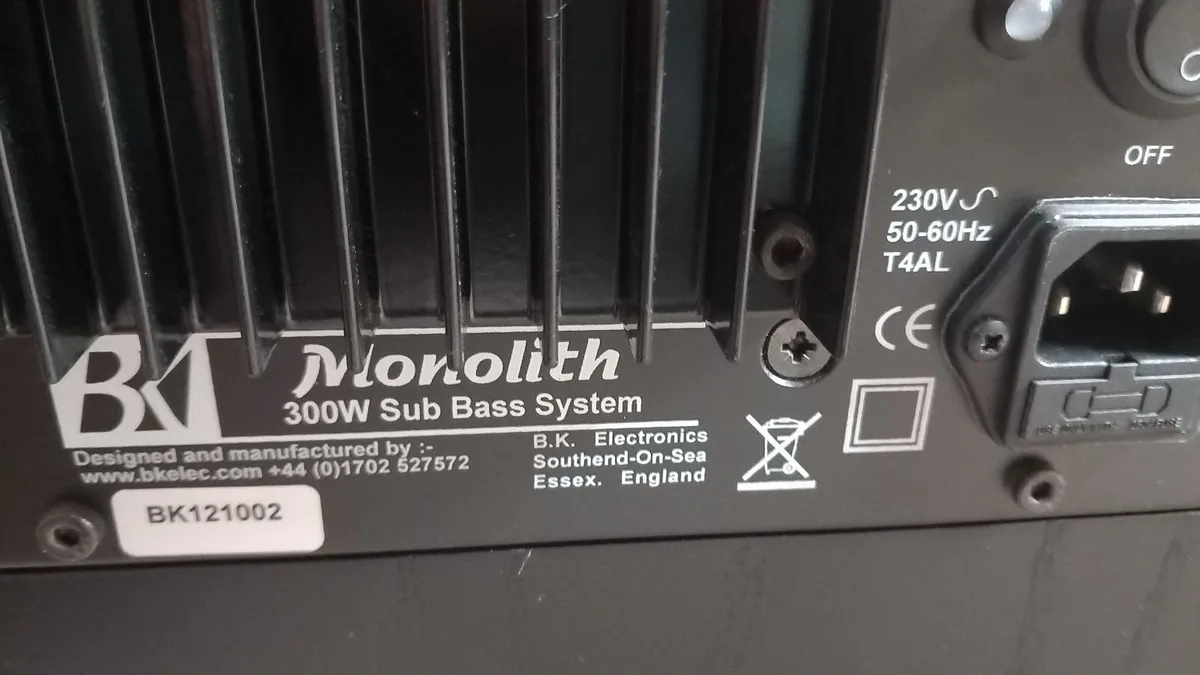 OFF
230V
50-60Hz
T4AL
CE
BK
Monolith
300W Sub Bass System
Designed and manufactured by :-
www.bkelec.com +44 (0)1702 527572
B.K. Electronics
Southend-On-Sea
Essex. England
BK121002